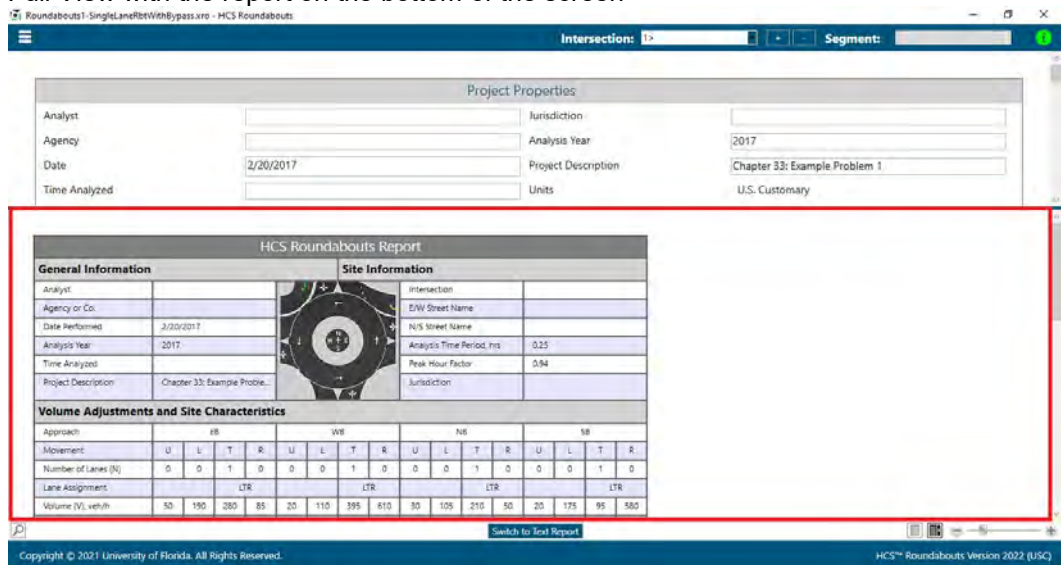 Full view with the report on the bottom of the screen
Roundabouts1-SingleLaneRbtWithBypass.xro - HCS Roundabouts
Intersection: 1> + - Segment:
Project Properties
Analyst Jurisdiction
Agency Analysis Year 2017
Date 2/20/2017 Project Description Chapter 33: Example Problem 1
Time Analyzed Units U.S. Customary
HCS Roundabouts Report
General Information Site Information
Analyst Intersection
Agency or Co. E/W Street Name
Date Performed 2/20/2017 N/S Street Name
Analysis Year 2017 Analysis Time Period, hrs 0.25
Time Analyzed Peak Hour Factor 0.94
Project Description Chapter 33: Example Proble... Jurisdiction
Volume Adjustments and Site Characteristics
Approach EB WB NB SB
Movement U L T R U L T R U L T R U L T R
Number of Lanes (N) 0 0 1 0 0 0 1 0 0 0 1 0 0 0 1 0
Lane Assignment LTR LTR LTR LTR
Volume (V), veh/h 50 190 280 85 20 110 395 610 30 105 210 50 20 175 95 580
Switch to Text Report
Copyright © 2021 University of Florida. All Rights Reserved. HCS™ Roundabouts Version 2022 (USC)